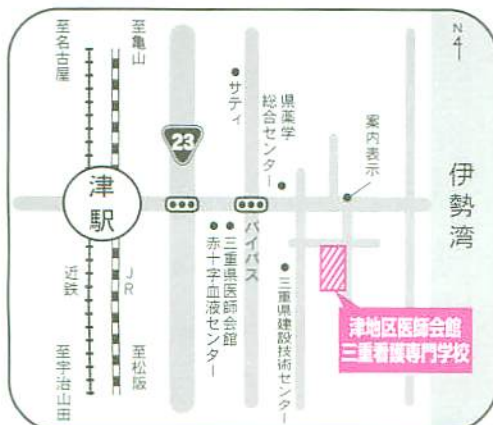 至名古屋
至亀山
23
サティ
県薬学
総合センター
案内表示
N
伊勢湾
津駅
近鉄
JR
赤十字血液センター
三重県医師会館
バイパス
三重県建設技術センター
津地区医師会館
三重看護専門学校
至宇治山田
至松阪